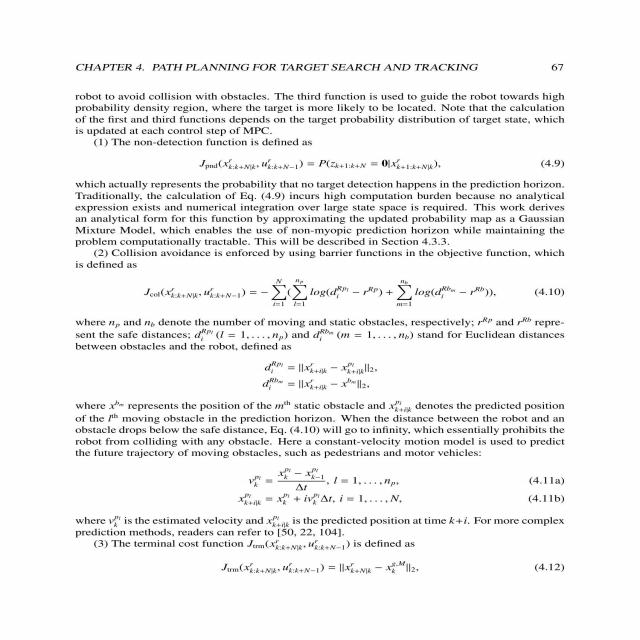 CHAPTER 4. PATH PLANNING FOR TARGET SEARCH AND TRACKING 67
robot to avoid collision with obstacles. The third function is used to guide the robot towards high
probability density region, where the target is more likely to be located. Note that the calculation
of the first and third functions depends on the target probability distribution of target state, which
is updated at each control step of MPC.
(1) The non-detection function is defined as
J_{pnd}(x^r_{k:k+N|k}, u^r_{k:k+N−1}) = P(z_{k+1:k+N} = 0|x^r_{k+1:k+N|k}), (4.9)
which actually represents the probability that no target detection happens in the prediction horizon.
Traditionally, the calculation of Eq. (4.9) incurs high computation burden because no analytical
expression exists and numerical integration over large state space is required. This work derives
an analytical form for this function by approximating the updated probability map as a Gaussian
Mixture Model, which enables the use of non-myopic prediction horizon while maintaining the
problem computationally tractable. This will be described in Section 4.3.3.
(2) Collision avoidance is enforced by using barrier functions in the objective function, which
is defined as
J_{col}(x^r_{k:k+N|k}, u^r_{k:k+N−1}) = − ∑_{i=1}^{N} (∑_{l=1}^{n_p} log(d_i^{Rp_l} − r^{Rp}) + ∑_{m=1}^{n_b} log(d_i^{Rb_m} − r^{Rb})), (4.10)
where n_p and n_b denote the number of moving and static obstacles, respectively; r^{Rp} and r^{Rb} repre-
sent the safe distances; d_i^{Rp_l} (l = 1, . . . , n_p) and d_i^{Rb_m} (m = 1, . . . , n_b) stand for Euclidean distances
between obstacles and the robot, defined as
d_i^{Rp_l} = ||x^r_{k+i|k} − x^{p_l}_{k+i|k}||_2,
d_i^{Rb_m} = ||x^r_{k+i|k} − x^{b_m}||_2,
where x^{b_m} represents the position of the m^{th} static obstacle and x^{p_l}_{k+i|k} denotes the predicted position
of the l^{th} moving obstacle in the prediction horizon. When the distance between the robot and an
obstacle drops below the safe distance, Eq. (4.10) will go to infinity, which essentially prohibits the
robot from colliding with any obstacle. Here a constant-velocity motion model is used to predict
the future trajectory of moving obstacles, such as pedestrians and motor vehicles:
v_k^{p_l} = \frac{x_k^{p_l} − x_{k−1}^{p_l}}{Δt}, l = 1, . . . , n_p, (4.11a)
x^{p_l}_{k+i|k} = x_k^{p_l} + iv_k^{p_l}Δt, i = 1, . . . , N, (4.11b)
where v_k^{p_l} is the estimated velocity and x^{p_l}_{k+i|k} is the predicted position at time k+i. For more complex
prediction methods, readers can refer to [50, 22, 104].
(3) The terminal cost function J_{trm}(x^r_{k:k+N|k}, u^r_{k:k+N−1}) is defined as
J_{trm}(x^r_{k:k+N|k}, u^r_{k:k+N−1}) = ||x^r_{k+N|k} − x_k^{g,M}||_2, (4.12)